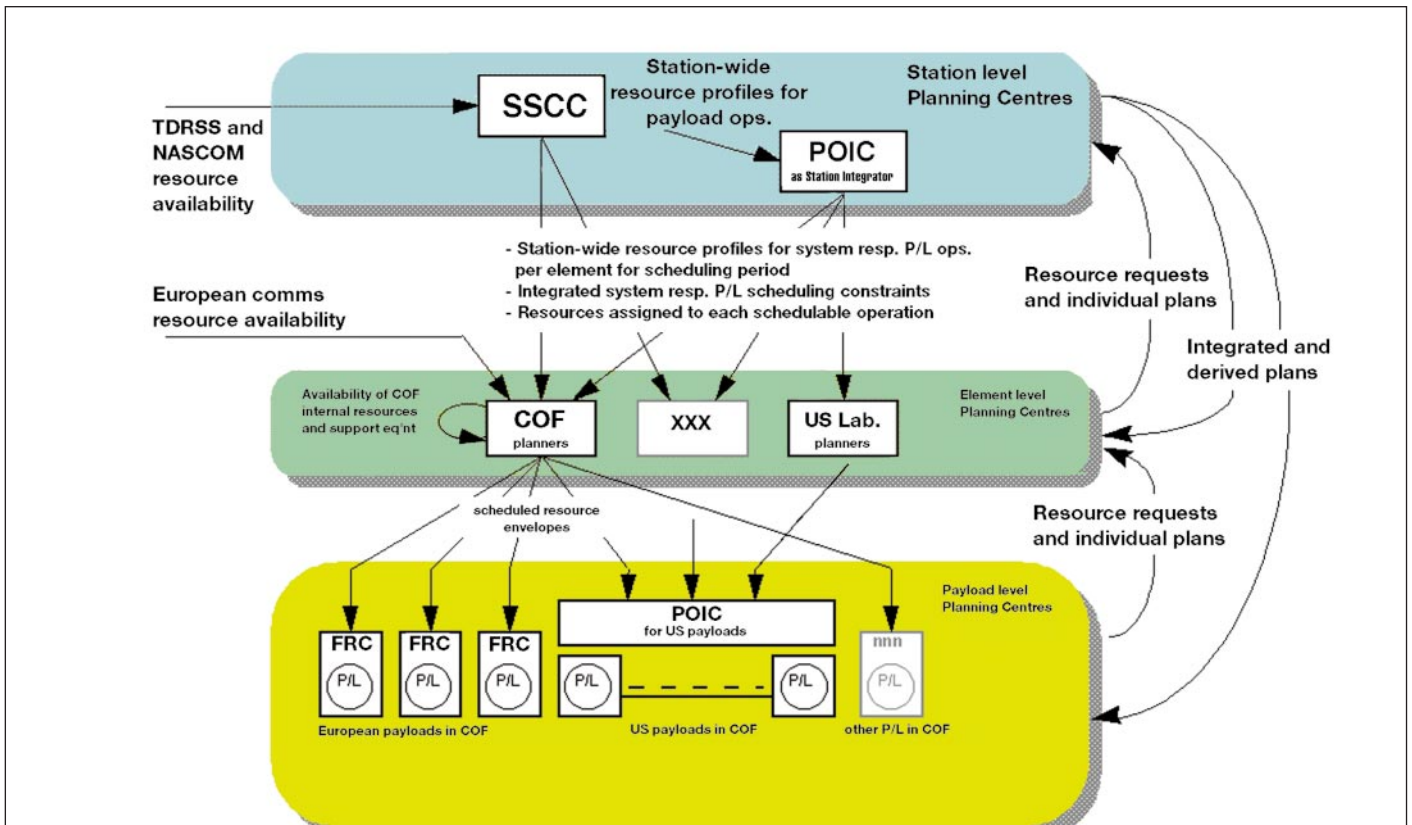 Station-wide
resource profiles for
payload ops.
Station level
Planning Centres
SSCC
TDRSS and
NASCOM
resource
availability
POIC
as Station Integrator
- Station-wide resource profiles for system resp. P/L ops.
per element for scheduling period
- Integrated system resp. P/L scheduling constraints
- Resources assigned to each schedulable operation
Resource requests
and individual plans
European comms
resource availability
Integrated and
derived plans
Availability of COF
internal resources
and support eq'nt
COF
planners
XXX
US Lab.
planners
Element level
Planning Centres
scheduled resource
envelopes
Resource requests
and individual plans
Payload level
Planning Centres
POIC
for US payloads
FRC
P/L
FRC
P/L
FRC
P/L
P/L
P/L
nnn
P/L
European payloads in COF
US payloads in COF
other P/L in COF